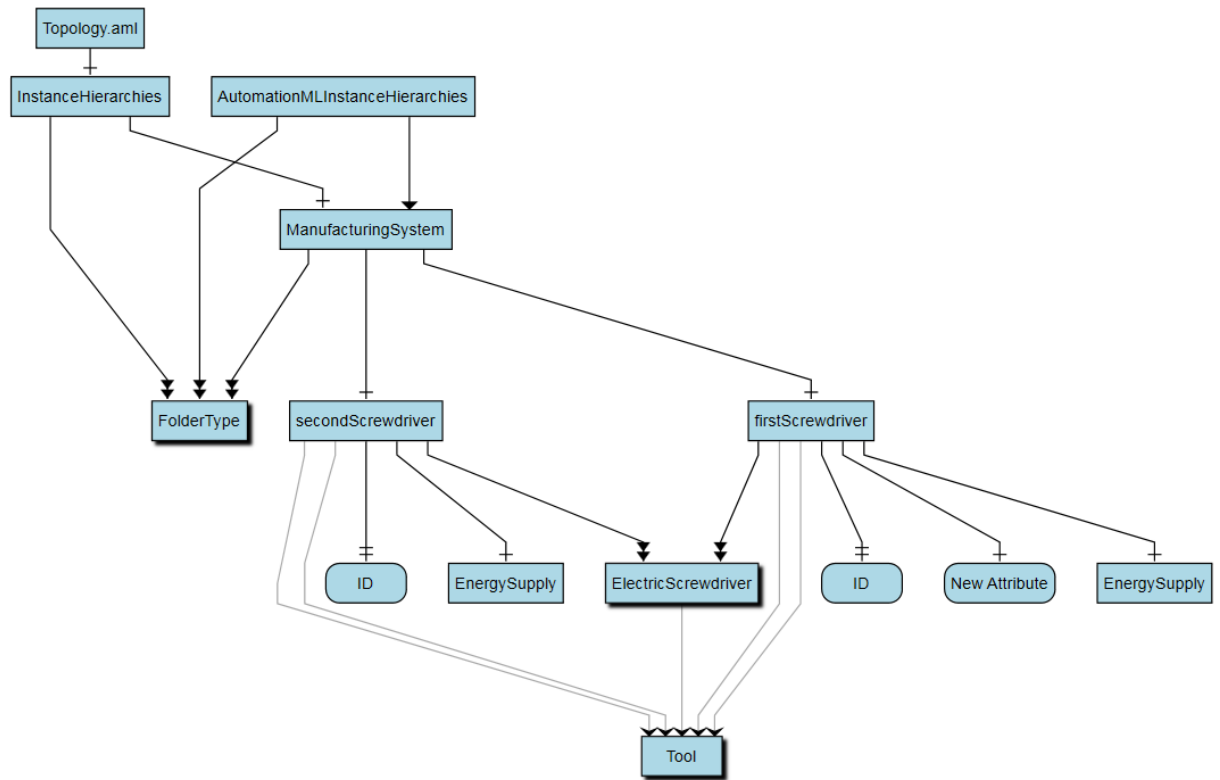 Topology.aml
InstanceHierarchies
AutomationMLInstanceHierarchies
ManufacturingSystem
FolderType
secondScrewdriver
firstScrewdriver
ID
EnergySupply
ElectricScrewdriver
ID
New Attribute
EnergySupply
Tool